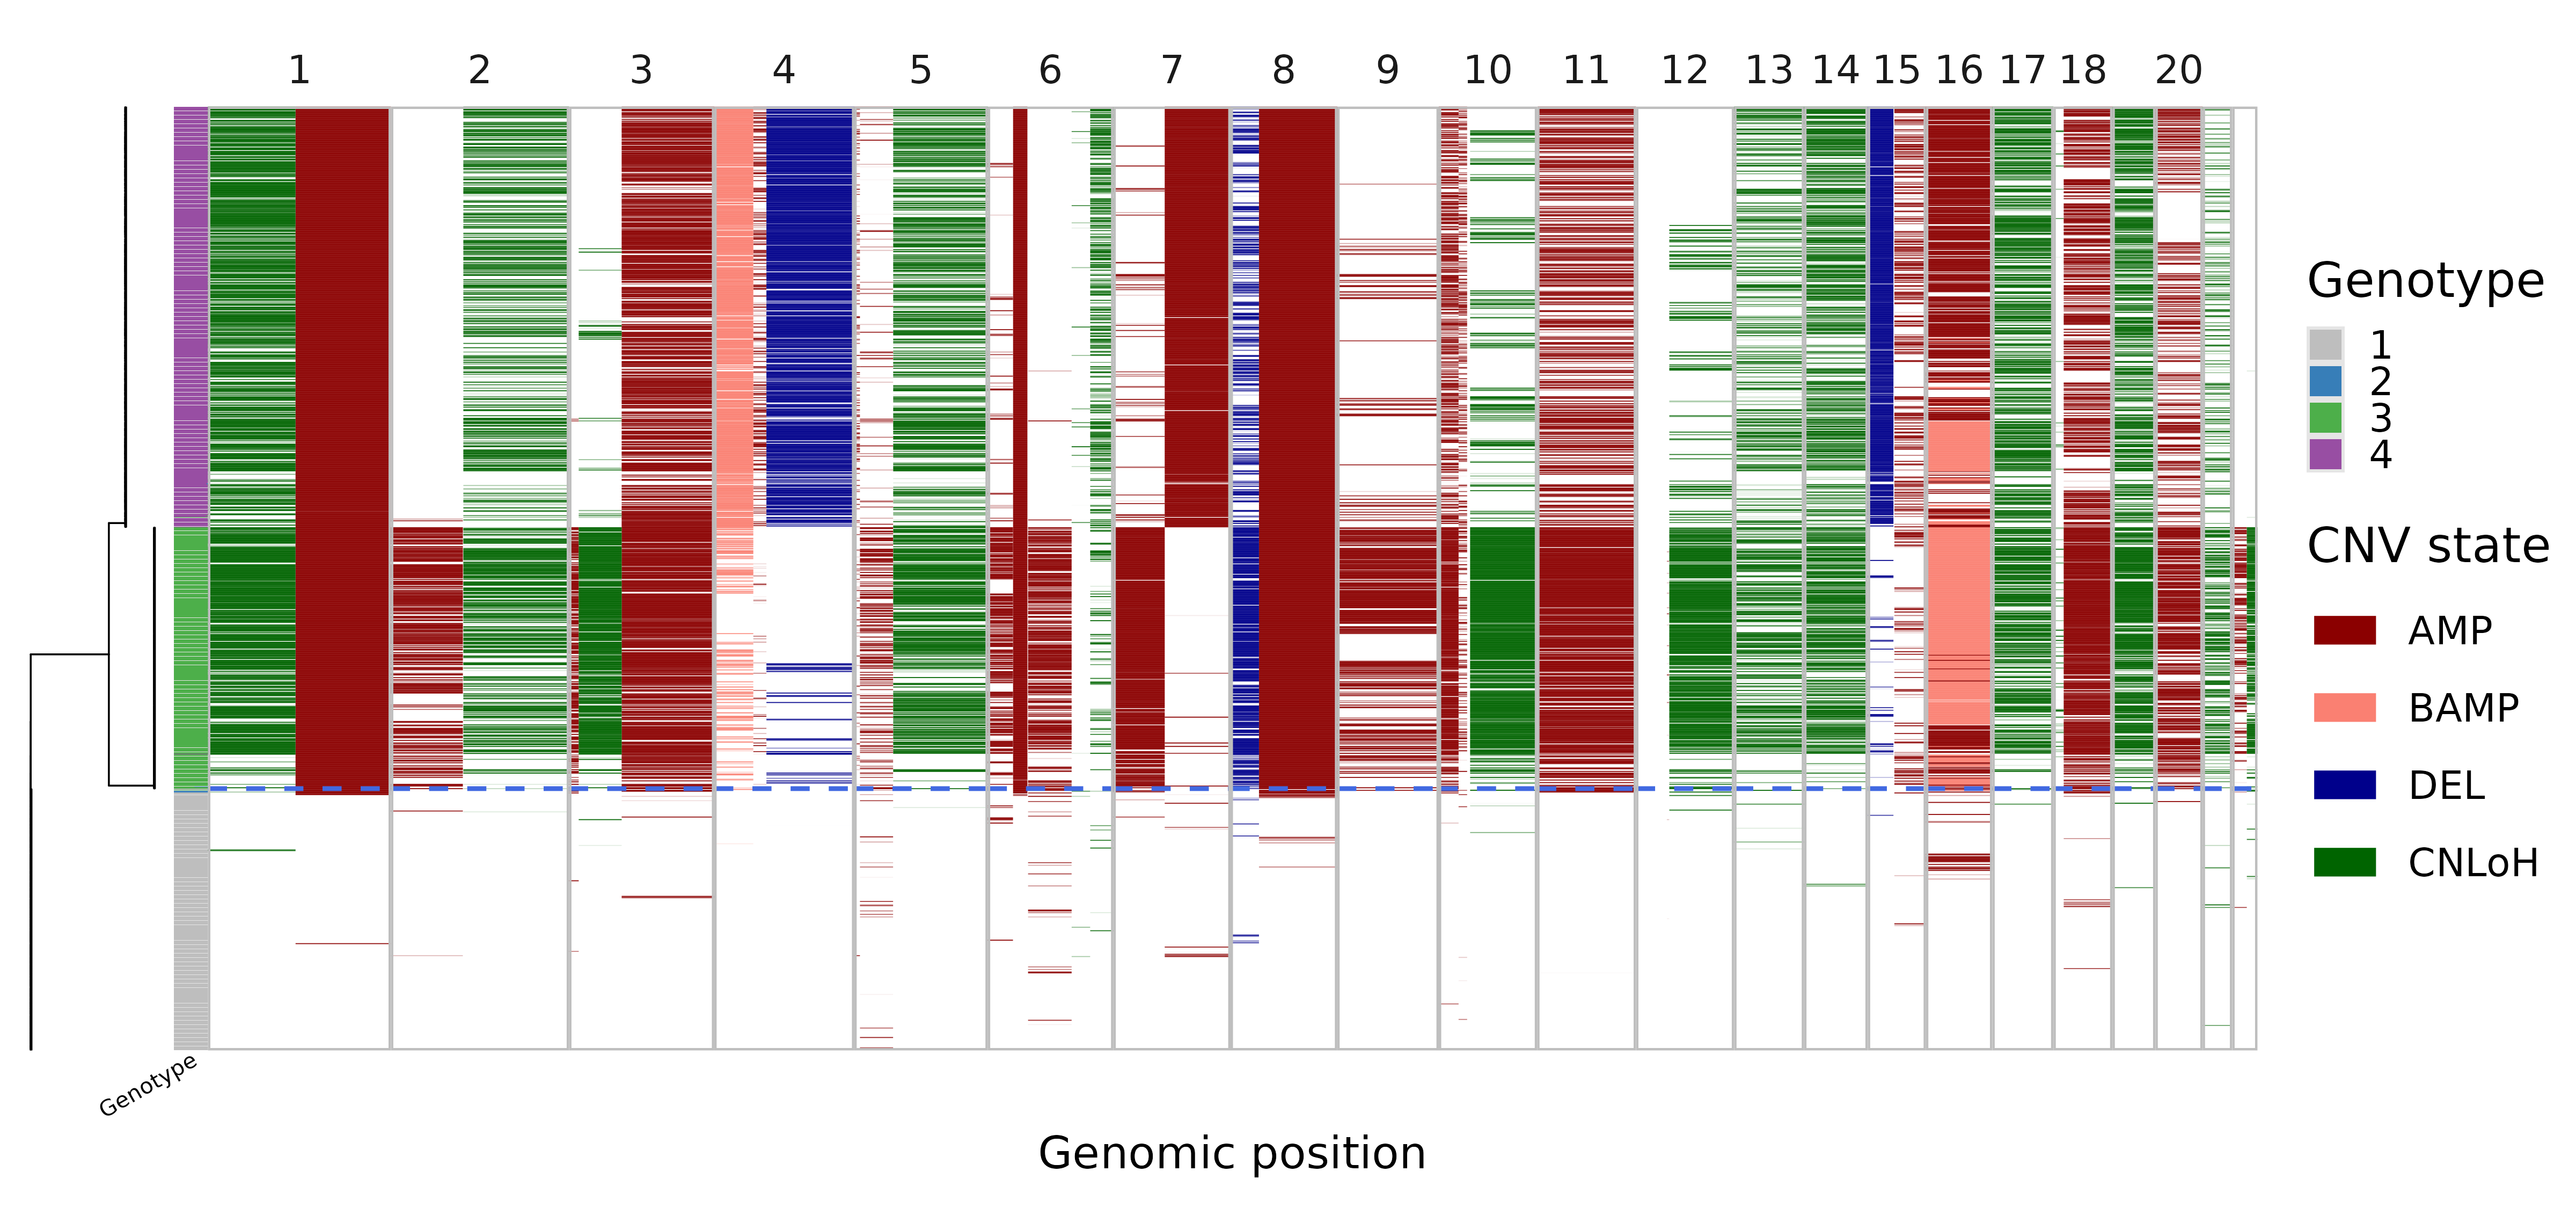 1 2 3 4 5 6 7 8 9 10 11 12 13 14 15 16 17 18 20
Genotype
1
2
3
4
CNV state
AMP
BAMP
DEL
CNLoH
Genotype
Genomic position